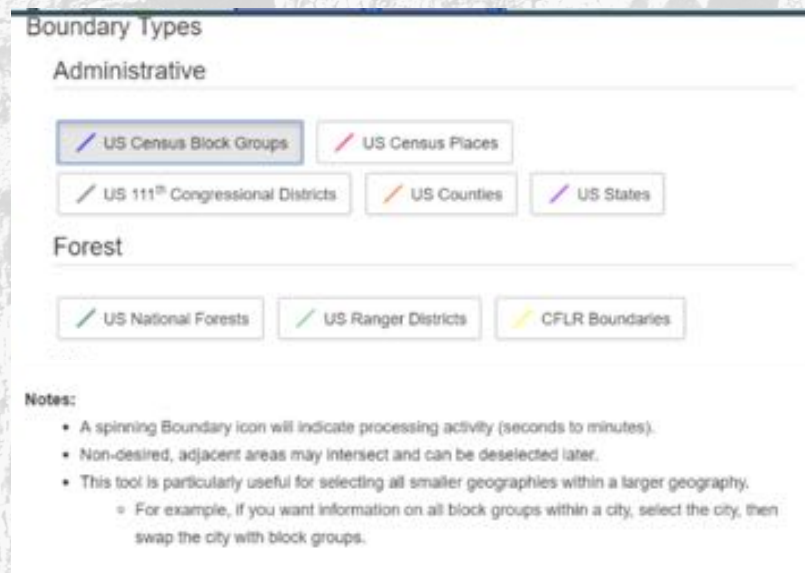 Boundary Types
Administrative
US Census Block Groups
US Census Places
US 111th Congressional Districts
US Counties
US States
Forest
US National Forests
US Ranger Districts
CFLR Boundaries
Notes:
• A spinning Boundary icon will indicate processing activity (seconds to minutes).
• Non-desired, adjacent areas may intersect and can be deselected later.
• This tool is particularly useful for selecting all smaller geographies within a larger geography.
○ For example, if you want information on all block groups within a city, select the city, then
swap the city with block groups.